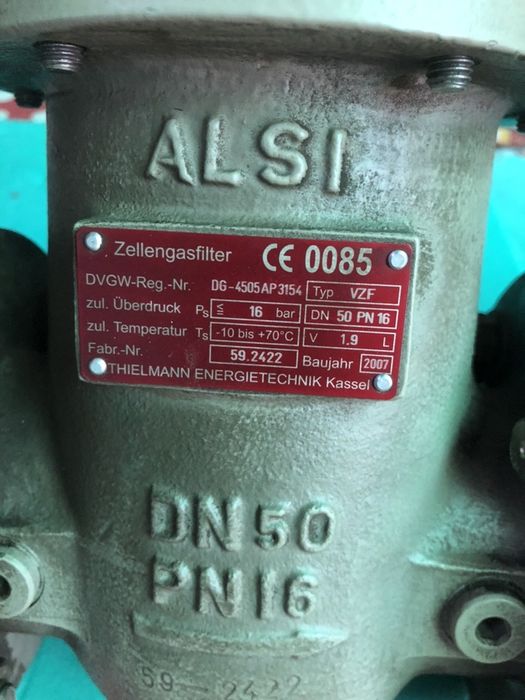 ALSI
Zellengasfilter CE 0085
DVGW-Reg.-Nr. DG-4505AP3154 Typ VZF
zul. Überdruck Ps ≦ 16 bar DN 50 PN 16
zul. Temperatur Ts -10 bis +70°C V 1.9 L
Fabr.-Nr. 59.2422 Baujahr 2007
THIELMANN ENERGIETECHNIK Kassel
DN50
PN16
59-2422